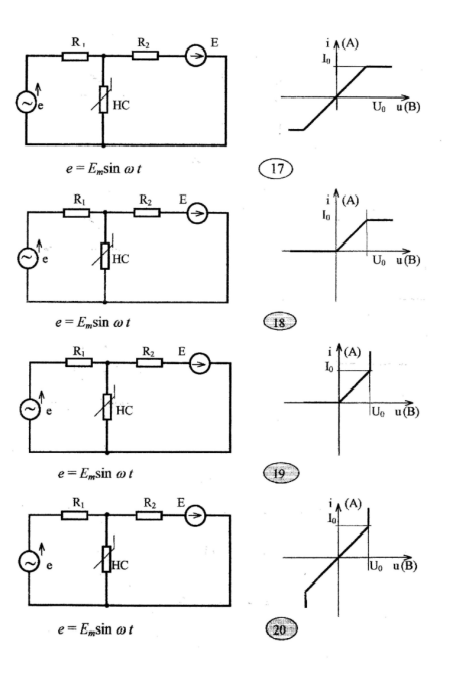 R₁ R₂ E i (A)
I₀
e HC
U₀ u(B)
e = Eₘsin ω t 17
R₁ R₂ E i (A)
I₀
e HC
U₀ u(B)
e = Eₘsin ω t 18
R₁ R₂ E i (A)
I₀
e HC
U₀ u(B)
e = Eₘsin ω t 19
R₁ R₂ E i (A)
I₀
e HC
U₀ u(B)
e = Eₘsin ω t 20